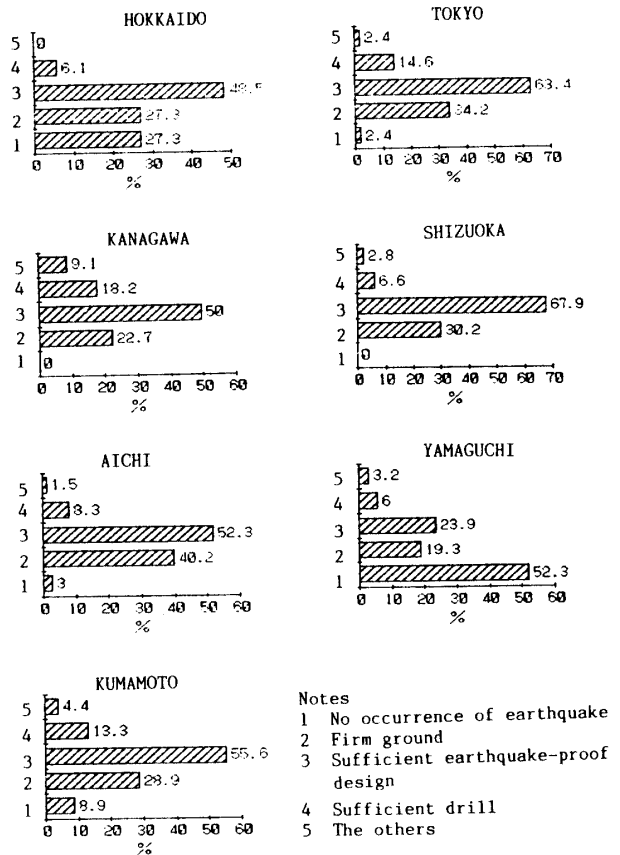 HOKKAIDO
5 0
4 6.1
3 48.5
2 27.3
1 27.3
0 10 20 30 40 50
%
TOKYO
5 2.4
4 14.6
3 63.4
2 34.2
1 2.4
0 10 20 30 40 50 60 70
%
KANAGAWA
5 9.1
4 18.2
3 50
2 22.7
1 0
0 10 20 30 40 50 60
%
SHIZUOKA
5 2.8
4 6.6
3 67.9
2 30.2
1 0
0 10 20 30 40 50 60 70
%
AICHI
5 1.5
4 8.3
3 52.3
2 40.2
1 3
0 10 20 30 40 50 60
%
YAMAGUCHI
5 3.2
4 6
3 23.9
2 19.3
1 52.3
0 10 20 30 40 50 60
%
KUMAMOTO
5 4.4
4 13.3
3 55.6
2 28.9
1 8.9
0 10 20 30 40 50 60
%
Notes
1 No occurrence of earthquake
2 Firm ground
3 Sufficient earthquake-proof
design
4 Sufficient drill
5 The others